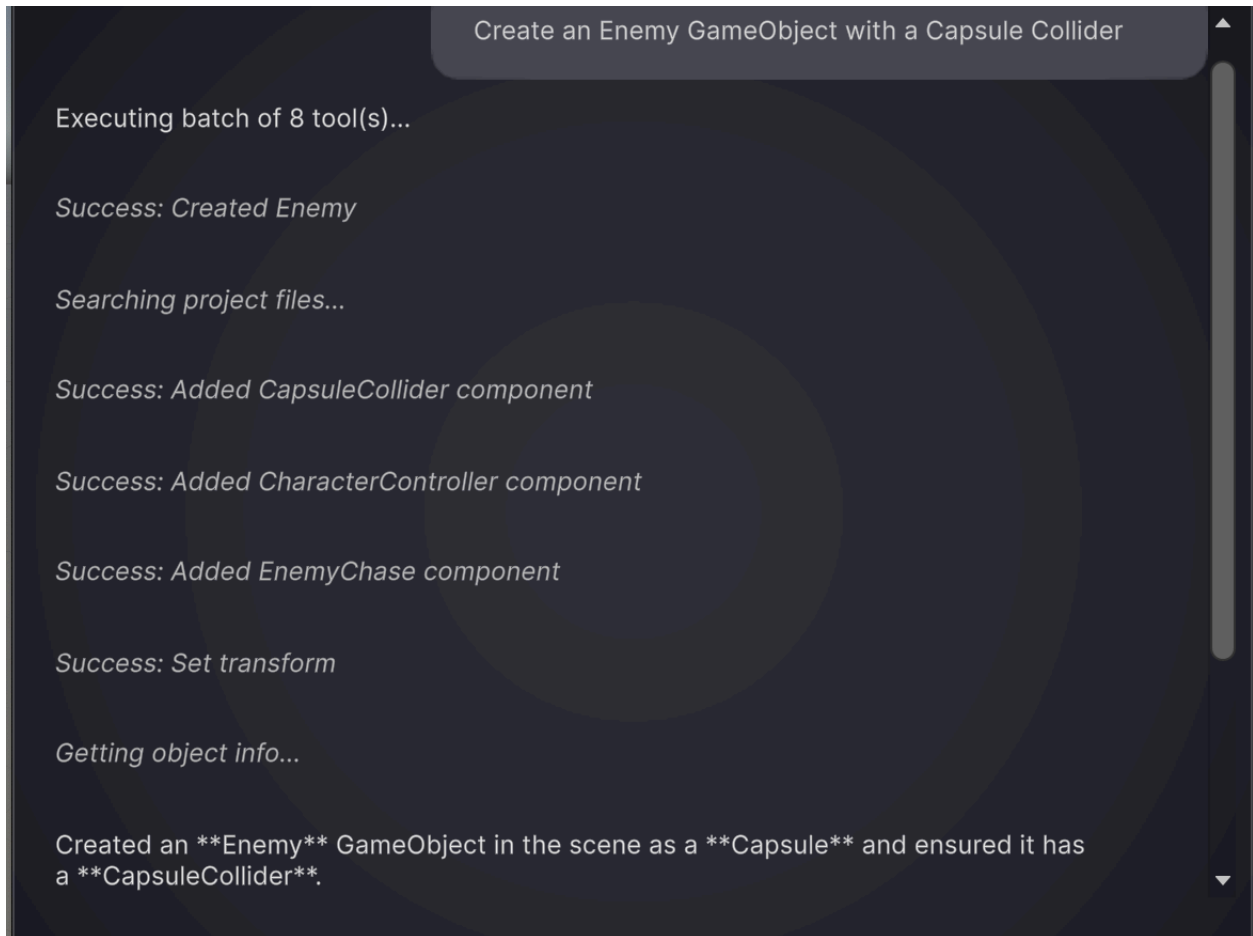 Create an Enemy GameObject with a Capsule Collider
Executing batch of 8 tool(s)...
Success: Created Enemy
Searching project files...
Success: Added CapsuleCollider component
Success: Added CharacterController component
Success: Added EnemyChase component
Success: Set transform
Getting object info...
Created an **Enemy** GameObject in the scene as a **Capsule** and ensured it has
a **CapsuleCollider**.